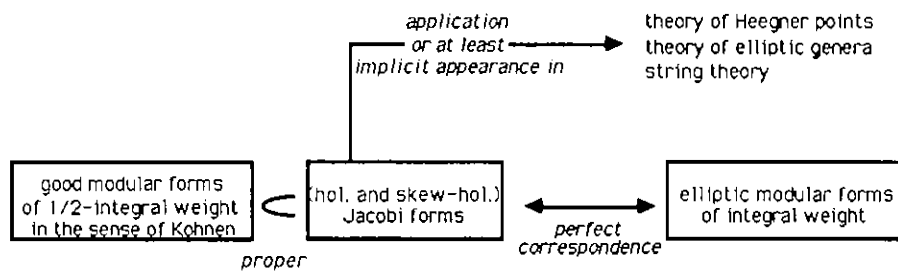 application
or at least
implicit appearance in
theory of Heegner points
theory of elliptic genera
string theory
good modular forms
of 1/2-integral weight
in the sense of Kohnen
proper
(hol. and skew-hol.)
Jacobi forms
perfect
correspondence
elliptic modular forms
of integral weight